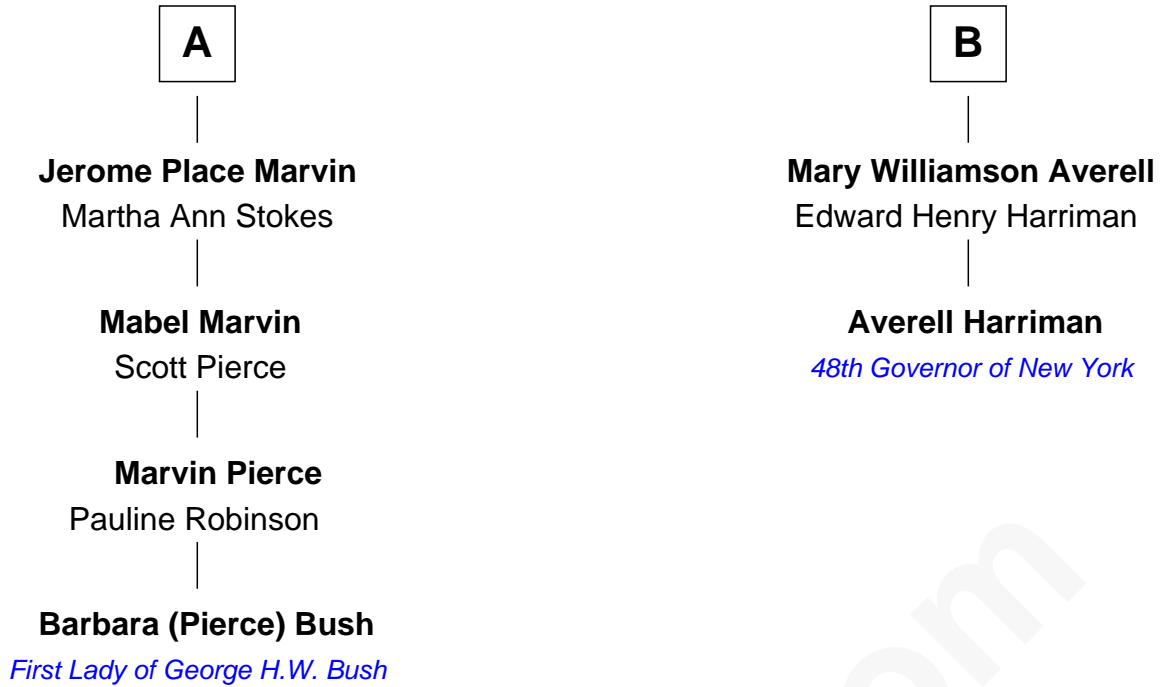 A
Jerome Place Marvin
Martha Ann Stokes
Mabel Marvin
Scott Pierce
Marvin Pierce
Pauline Robinson
Barbara (Pierce) Bush
First Lady of George H.W. Bush
B
Mary Williamson Averell
Edward Henry Harriman
Averell Harriman
48th Governor of New York
om